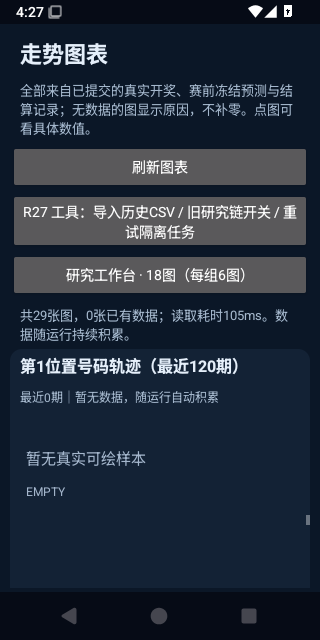 4:27
走势图表
全部来自已提交的真实开奖、赛前冻结预测与结
算记录；无数据的图显示原因，不补零。点图可
看具体数值。
刷新图表
R27 工具：导入历史CSV / 旧研究链开关 / 重
试隔离任务
研究工作台 · 18图（每组6图）
共29张图，0张已有数据；读取耗时105ms。数
据随运行持续积累。
第1位置号码轨迹（最近120期）
最近0期｜暂无数据，随运行自动积累
暂无真实可绘样本
EMPTY